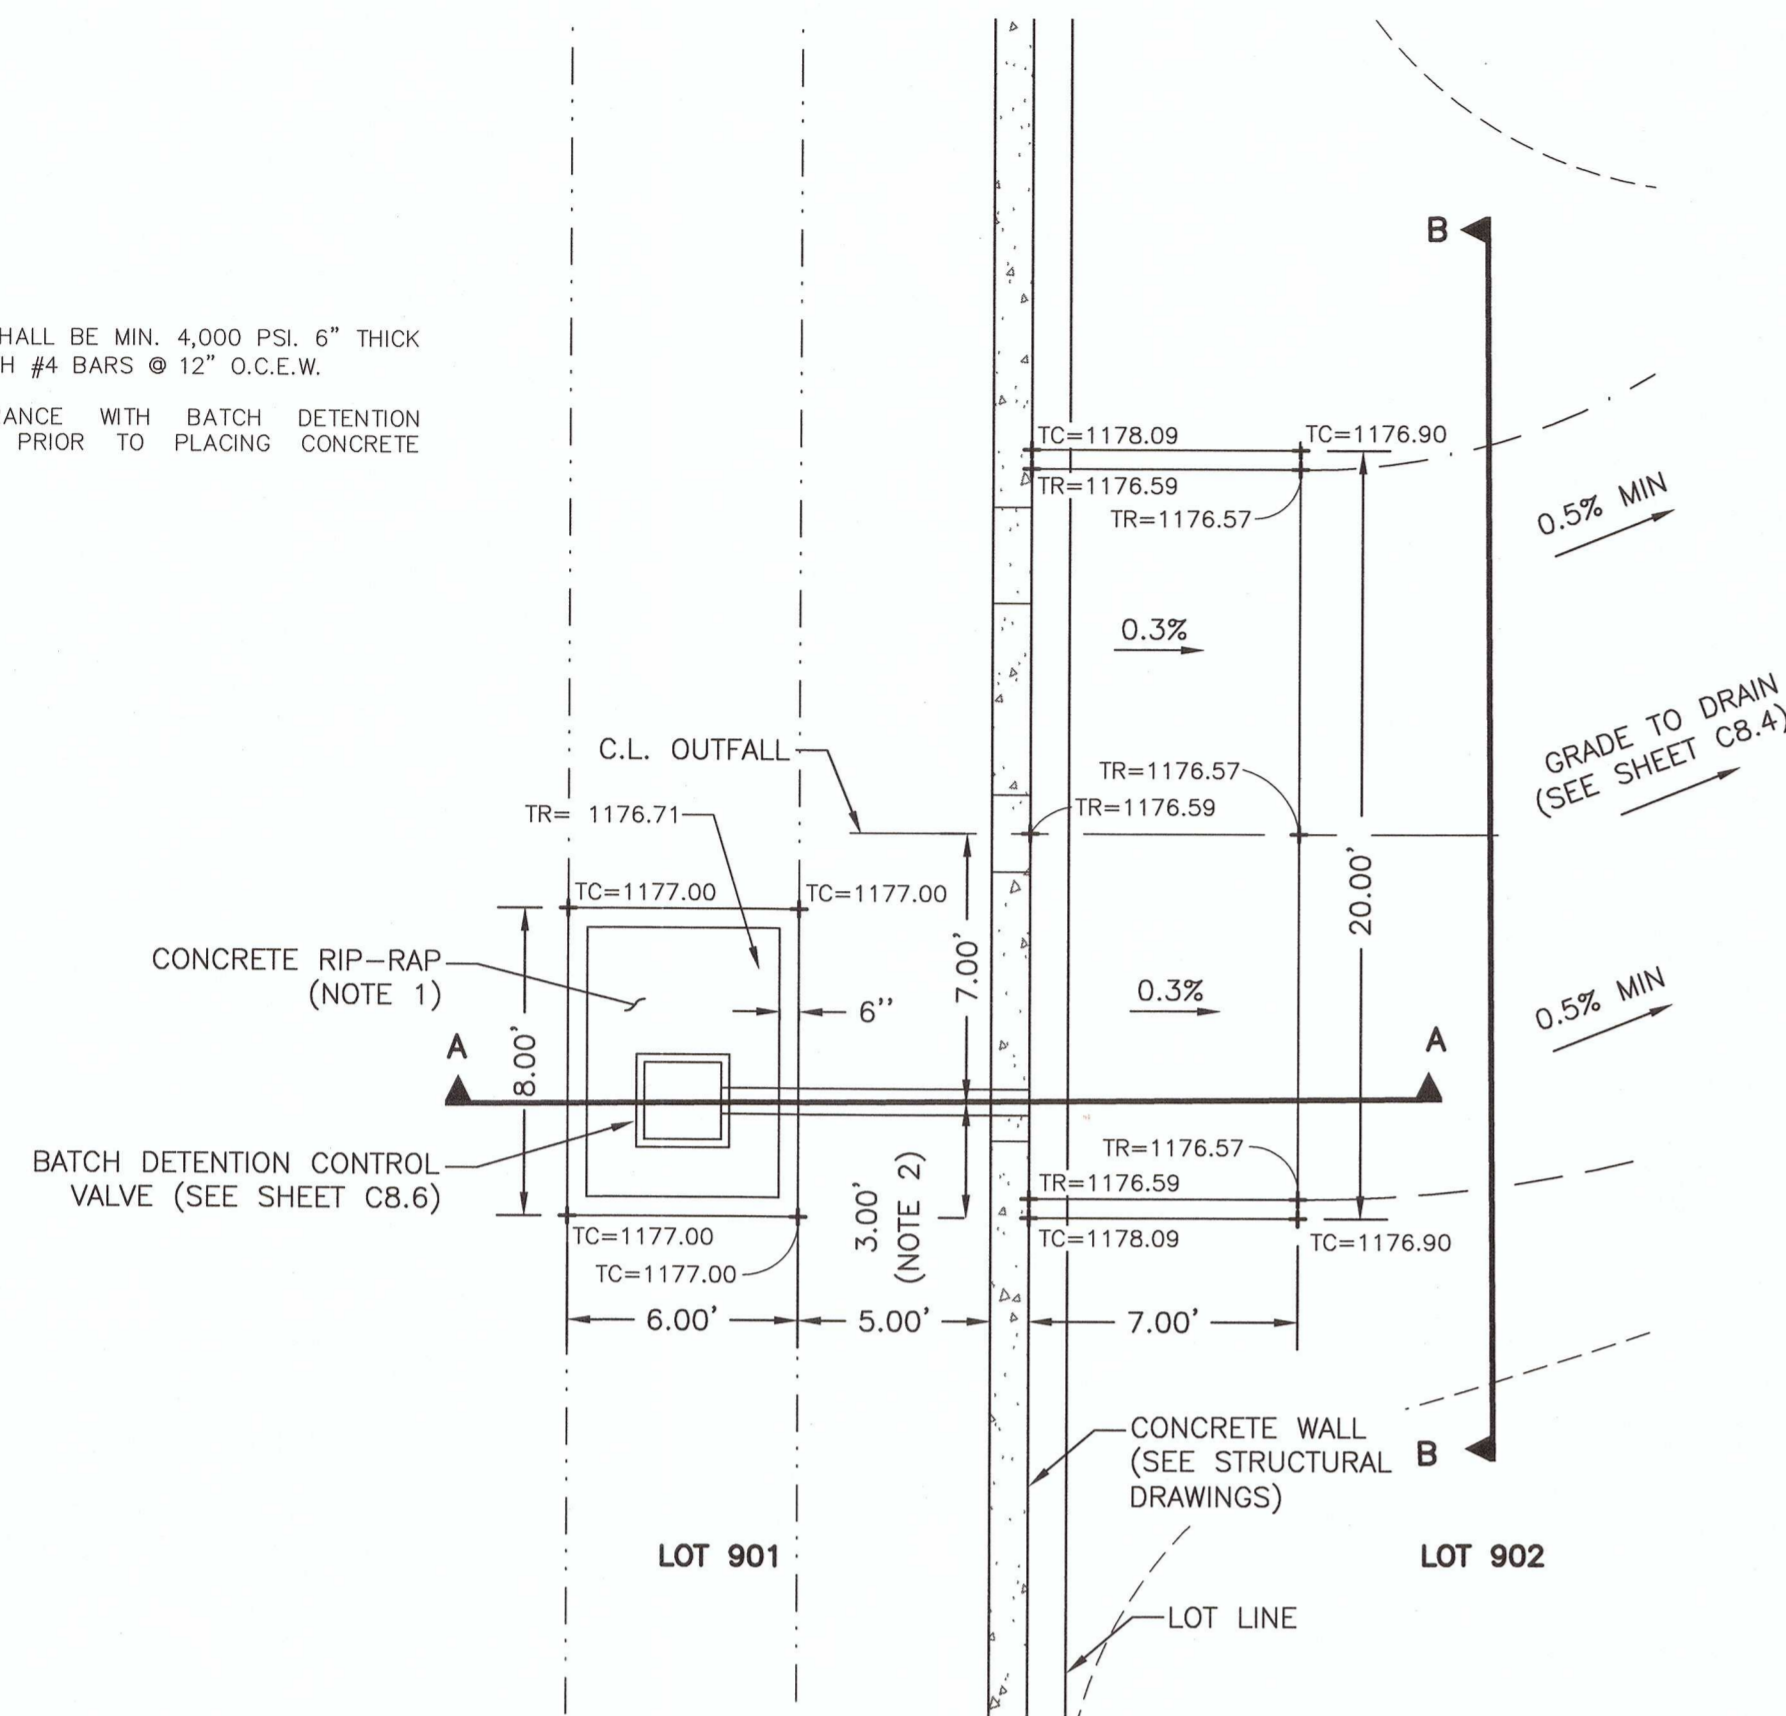 HALL BE MIN. 4,000 PSI. 6" THICK
H #4 BARS @ 12" O.C.E.W.
ANCE WITH BATCH DETENTION
PRIOR TO PLACING CONCRETE
B
TC=1178.09
TC=1176.90
TR=1176.59
TR=1176.57
0.5% MIN
0.3%
C.L. OUTFALL
TR=1176.57
TR=1176.59
GRADE TO DRAIN
(SEE SHEET C8.4)
TR= 1176.71
TC=1177.00
TC=1177.00
20.00'
7.00'
CONCRETE RIP-RAP
(NOTE 1)
6"
0.3%
0.5% MIN
8.00'
A
A
BATCH DETENTION CONTROL
VALVE (SEE SHEET C8.6)
3.00'
(NOTE 2)
TR=1176.57
TR=1176.59
TC=1177.00
TC=1178.09
TC=1176.90
TC=1177.00
6.00'
5.00'
7.00'
CONCRETE WALL
(SEE STRUCTURAL
DRAWINGS)
B
LOT 901
LOT 902
LOT LINE